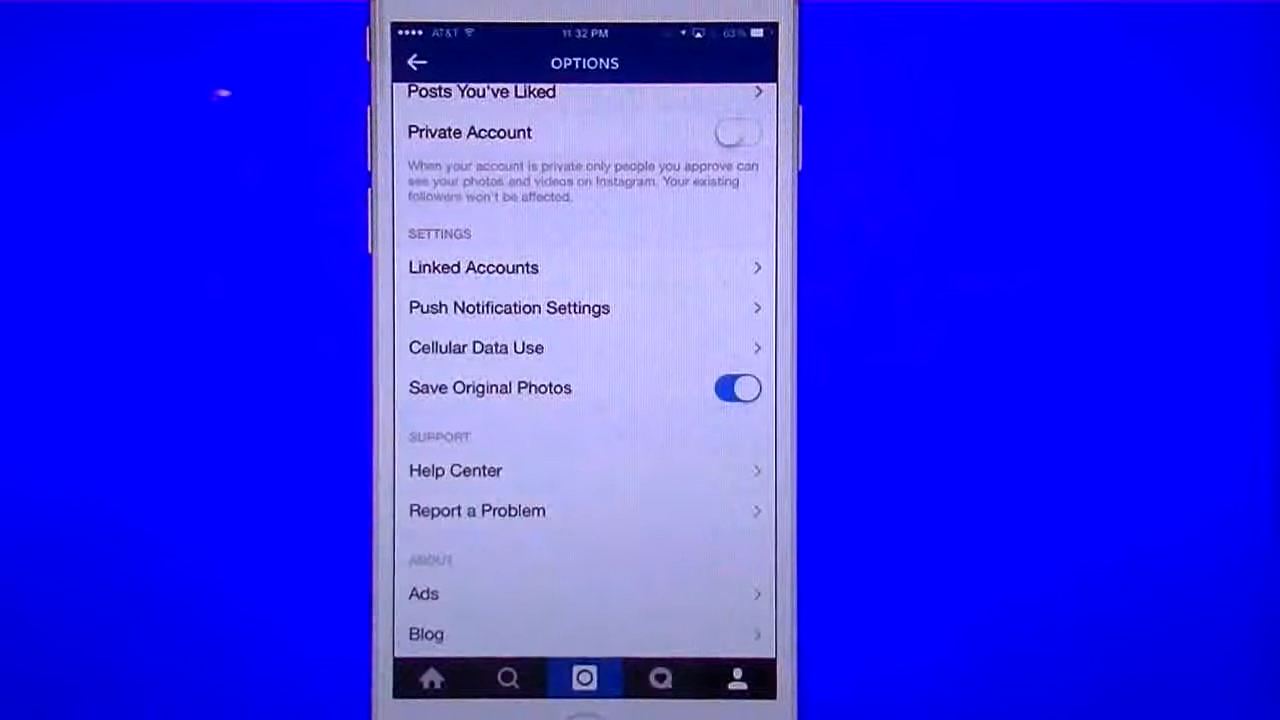 AT&T 11:32 PM 63%
OPTIONS
Posts You've Liked
Private Account
When your account is private only people you approve can
see your photos and videos on Instagram. Your existing
followers won't be affected.
SETTINGS
Linked Accounts
Push Notification Settings
Cellular Data Use
Save Original Photos
SUPPORT
Help Center
Report a Problem
ABOUT
Ads
Blog